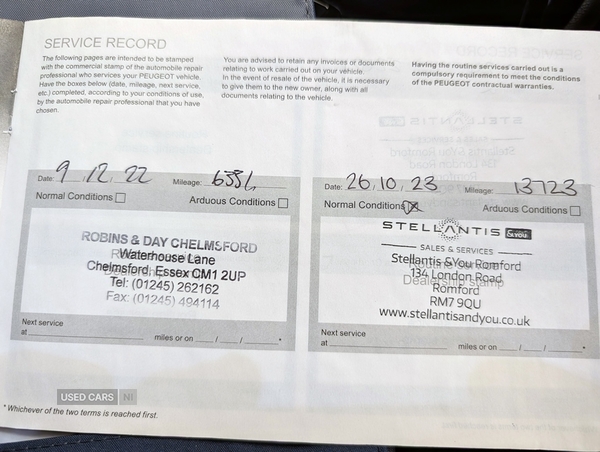 SERVICE RECORD
The following pages are intended to be stamped
with the commercial stamp of the automobile repair
professional who services your PEUGEOT vehicle.
Have the boxes below (date, mileage, next service,
etc.) completed, according to your conditions of use,
by the automobile repair professional that you have
chosen.
You are advised to retain any invoices or documents
relating to work carried out on your vehicle.
In the event of resale of the vehicle, it is necessary
to give them to the new owner, along with all
documents relating to the vehicle.
Having the routine services carried out is a
compulsory requirement to meet the conditions
of the PEUGEOT contractual warranties.
Date: 9.12.22 Mileage:
Normal Conditions Arduous Conditions
ROBINS & DAY CHELMSFORD
Waterhouse Lane
Chelmsford, Essex CM1 2UP
Tel: (01245) 262162
Fax: (01245) 494114
Next service
at miles or on / / *
Date: 26,10,23 Mileage: 13723
Normal Conditions Arduous Conditions
STELLANTIS &YOU
SALES & SERVICES
Stellantis &You Romford
134 London Road
Dealership stamp
Romford
RM7 9QU
www.stellantisandyou.co.uk
Next service
at miles or on / / *
USED CARS NI
* Whichever of the two terms is reached first.